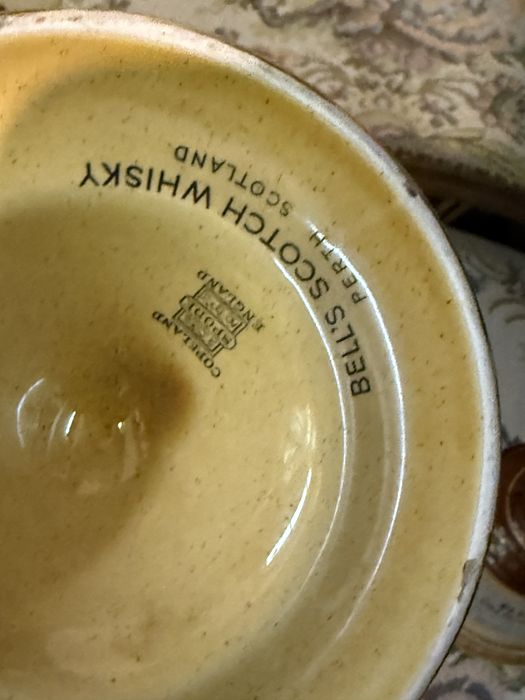 BELL'S SCOTCH WHISKY
PERTH SCOTLAND
COPELAND
SPODE
ENGLAND